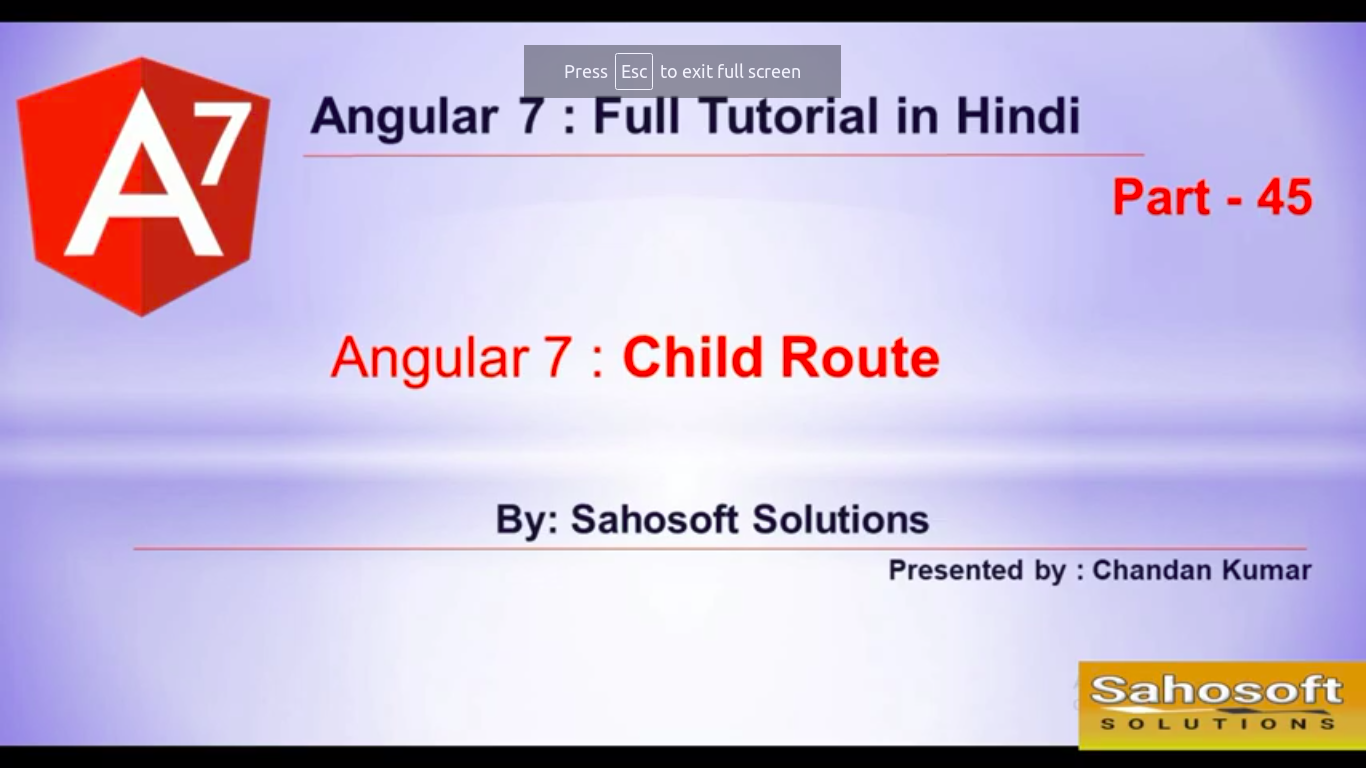 Press Esc to exit full screen
A7
Angular 7 : Full Tutorial in Hindi
Part - 45
Angular 7 : Child Route
By: Sahosoft Solutions
Presented by : Chandan Kumar
Sahosoft
SOLUTIONS